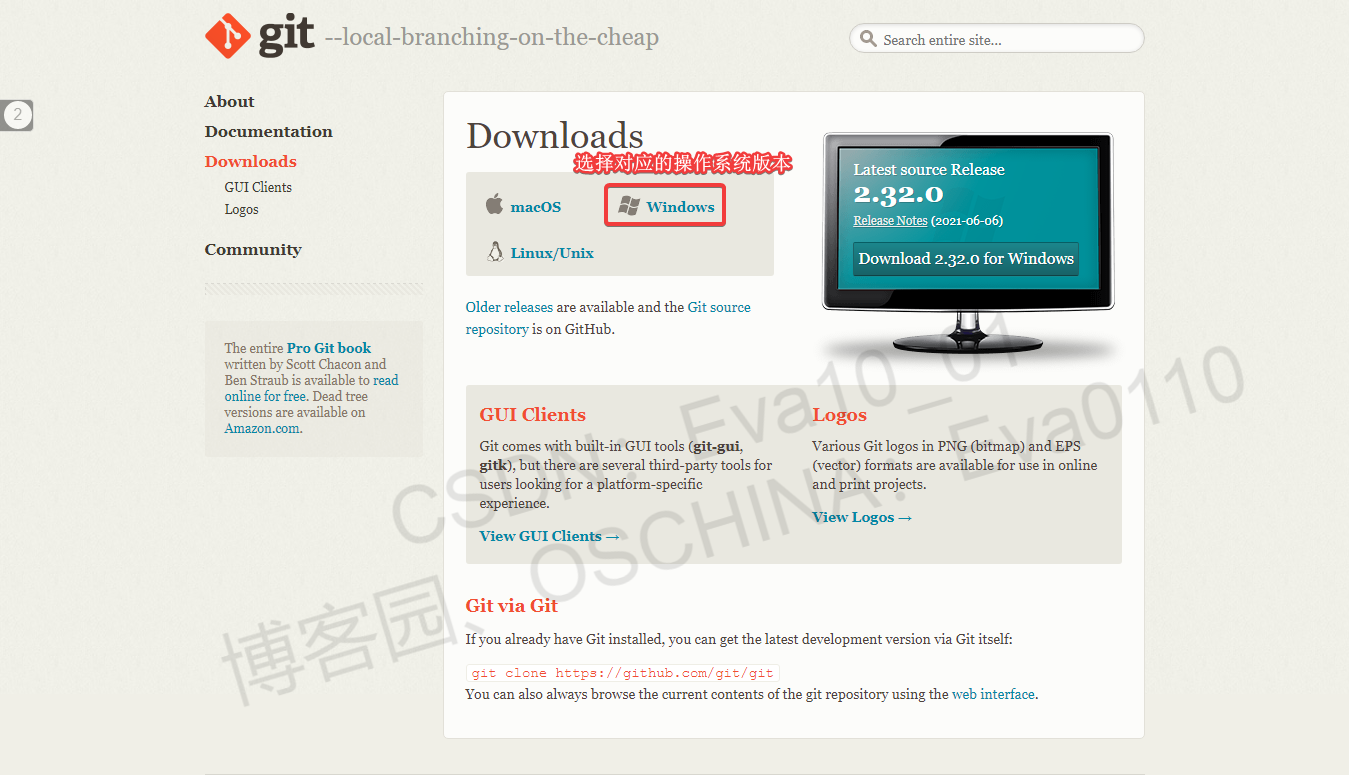 git --local-branching-on-the-cheap
Search entire site...
2
About
Documentation
Downloads
GUI Clients
Logos
Community
The entire Pro Git book
written by Scott Chacon and
Ben Straub is available to read
online for free. Dead tree
versions are available on
Amazon.com.
Downloads
选择对应的操作系统版本
macOS
Windows
Linux/Unix
Older releases are available and the Git source
repository is on GitHub.
Latest source Release
2.32.0
Release Notes (2021-06-06)
Download 2.32.0 for Windows
GUI Clients
Git comes with built-in GUI tools (git-gui,
gitk), but there are several third-party tools for
users looking for a platform-specific
experience.
View GUI Clients →
Logos
Various Git logos in PNG (bitmap) and EPS
(vector) formats are available for use in online
and print projects.
View Logos →
Git via Git
If you already have Git installed, you can get the latest development version via Git itself:
git clone https://github.com/git/git
You can also always browse the current contents of the git repository using the web interface.
CSDN：Eva10_01
博客园、OSCHINA：Eva0110